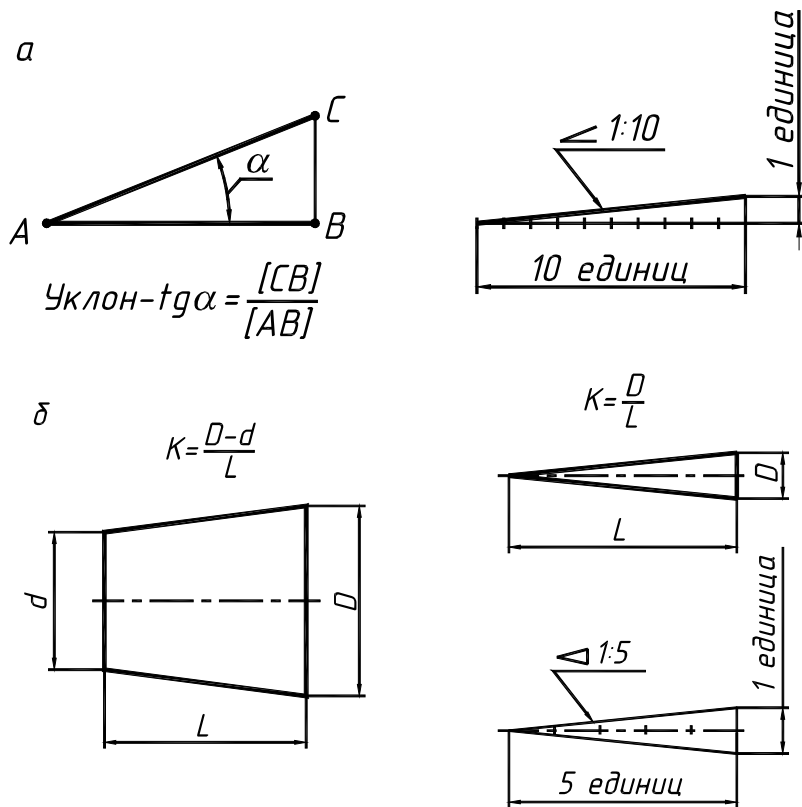 а
C
α
A
B
Уклон-tgα=[CB]/[AB]
∠ 1:10
1 единица
10 единиц
б
K=D-d/L
d
D
L
K=D/L
D
L
◁ 1:5
1 единица
5 единиц